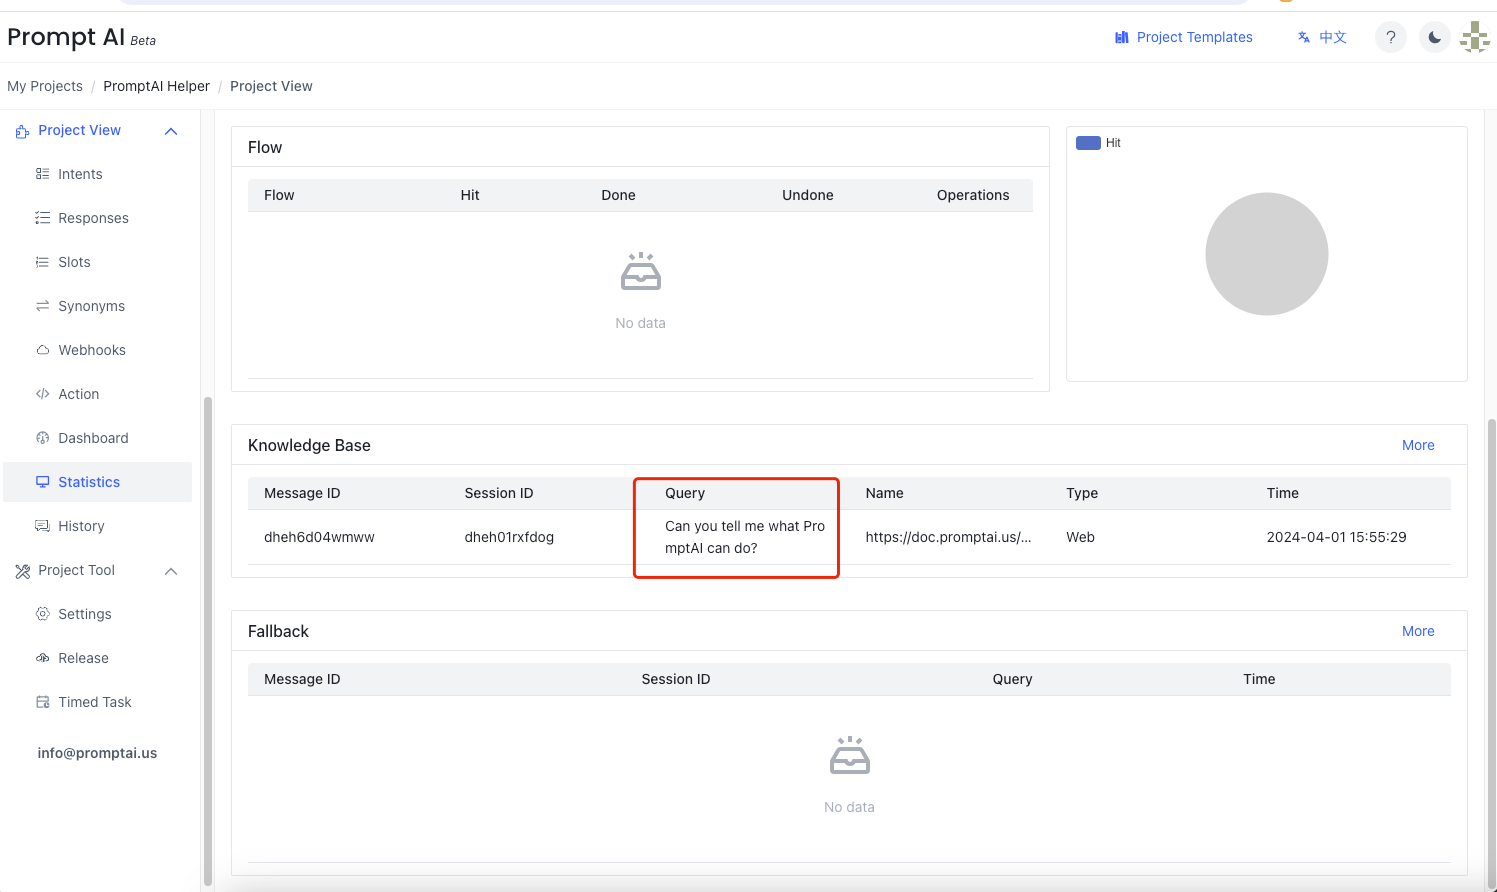 Prompt AI Beta
Project Templates
中文
?
My Projects / PromptAI Helper / Project View
Project View
Intents
Responses
Slots
Synonyms
Webhooks
Action
Dashboard
Statistics
History
Project Tool
Settings
Release
Timed Task
info@promptai.us
Flow
Flow Hit Done Undone Operations
No data
Hit
Knowledge Base More
Message ID Session ID Query Name Type Time
dheh6d04wmww dheh01rxfdog Can you tell me what Pro https://doc.promptai.us/... Web 2024-04-01 15:55:29
mptAI can do?
Fallback More
Message ID Session ID Query Time
No data